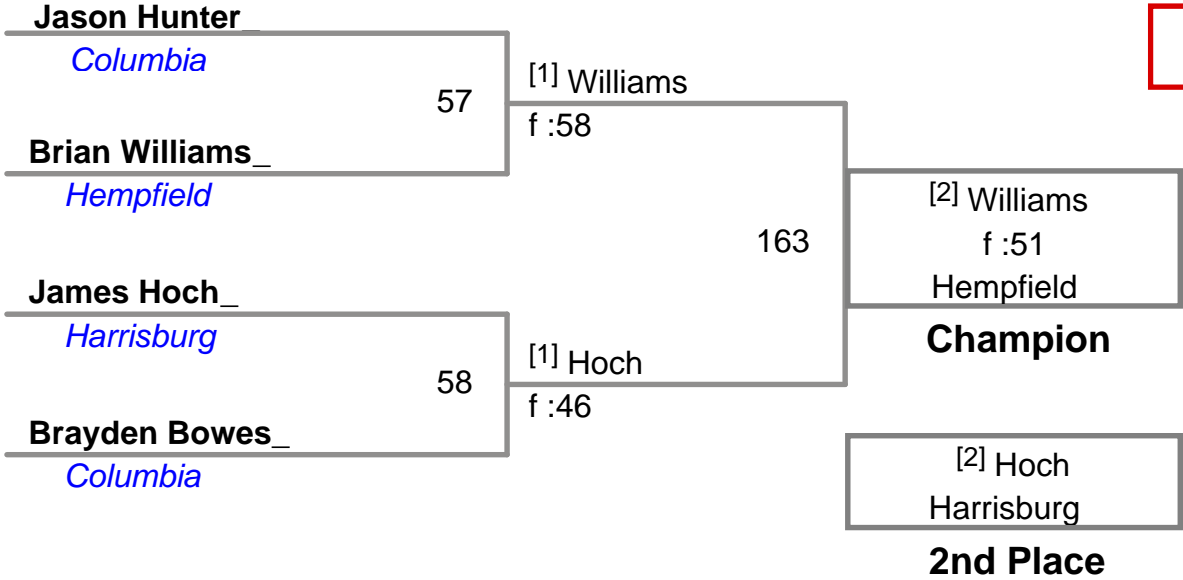 Jason Hunter_
Columbia
57
[1] Williams
f :58
Brian Williams_
Hempfield
163
[2] Williams
f :51
Hempfield
Champion
James Hoch_
Harrisburg
58
[1] Hoch
f :46
Brayden Bowes_
Columbia
[2] Hoch
Harrisburg
2nd Place